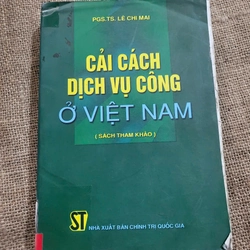 PGS.TS. LÊ CHI MAI
CẢI CÁCH
DỊCH VỤ CÔNG
Ở VIỆT NAM
( SÁCH THAM KHẢO )
ST
NHÀ XUẤT BẢN CHÍNH TRỊ QUỐC GIA